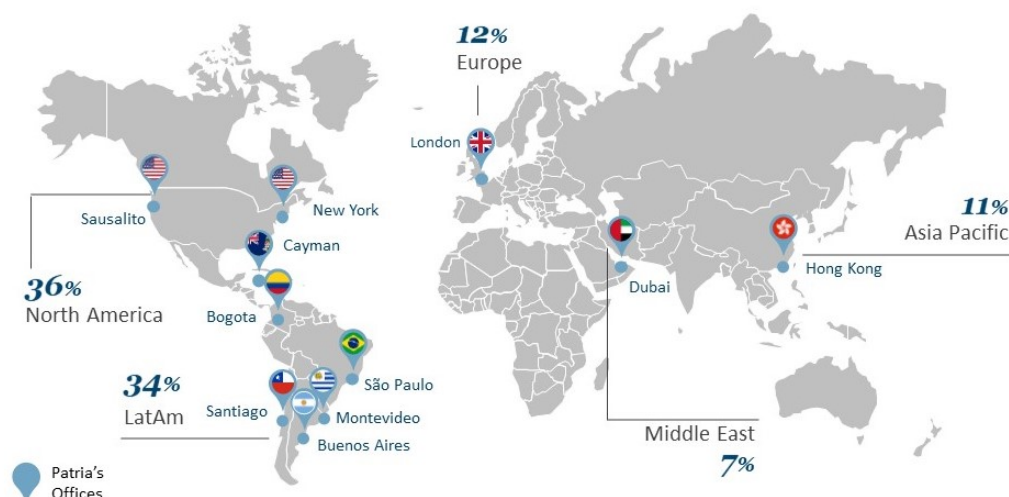 12%
Europe
London
Sausalito
New York
Cayman
36%
North America
Bogota
11%
Asia Pacific
Hong Kong
Dubai
34%
LatAm
São Paulo
Santiago
Montevideo
Buenos Aires
Middle East
7%
Patria's
Offices